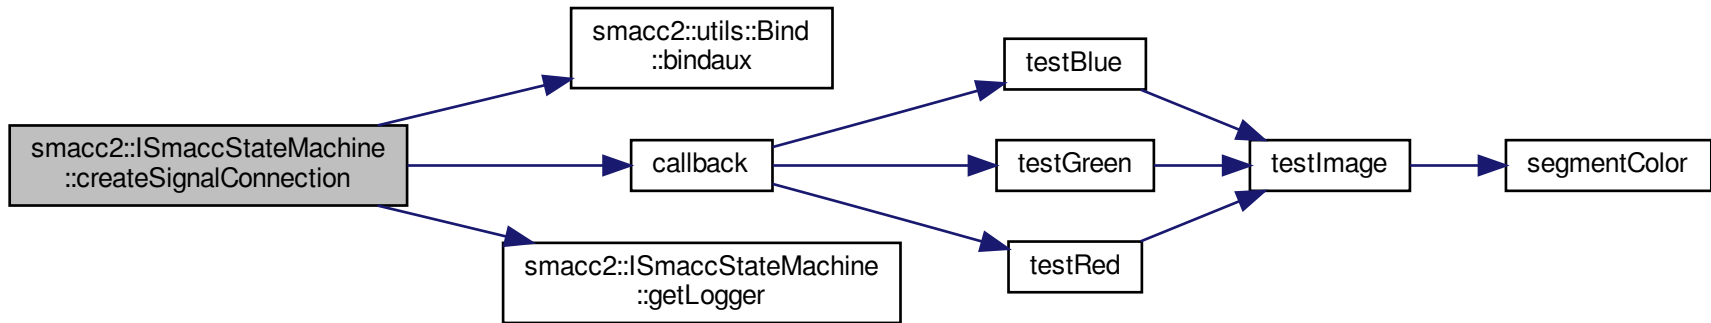 smacc2::ISmaccStateMachine
::createSignalConnection
smacc2::utils::Bind
::bindaux
callback
smacc2::ISmaccStateMachine
::getLogger
testBlue
testGreen
testRed
testImage
segmentColor